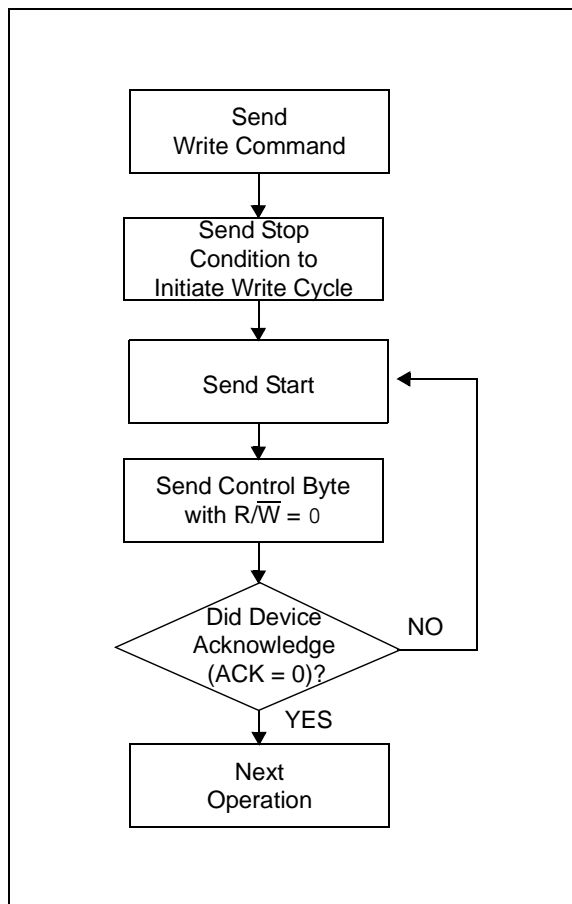 Send
Write Command
Send Stop
Condition to
Initiate Write Cycle
Send Start
Send Control Byte
with R/W̅ = 0
Did Device
Acknowledge
(ACK = 0)?
NO
YES
Next
Operation